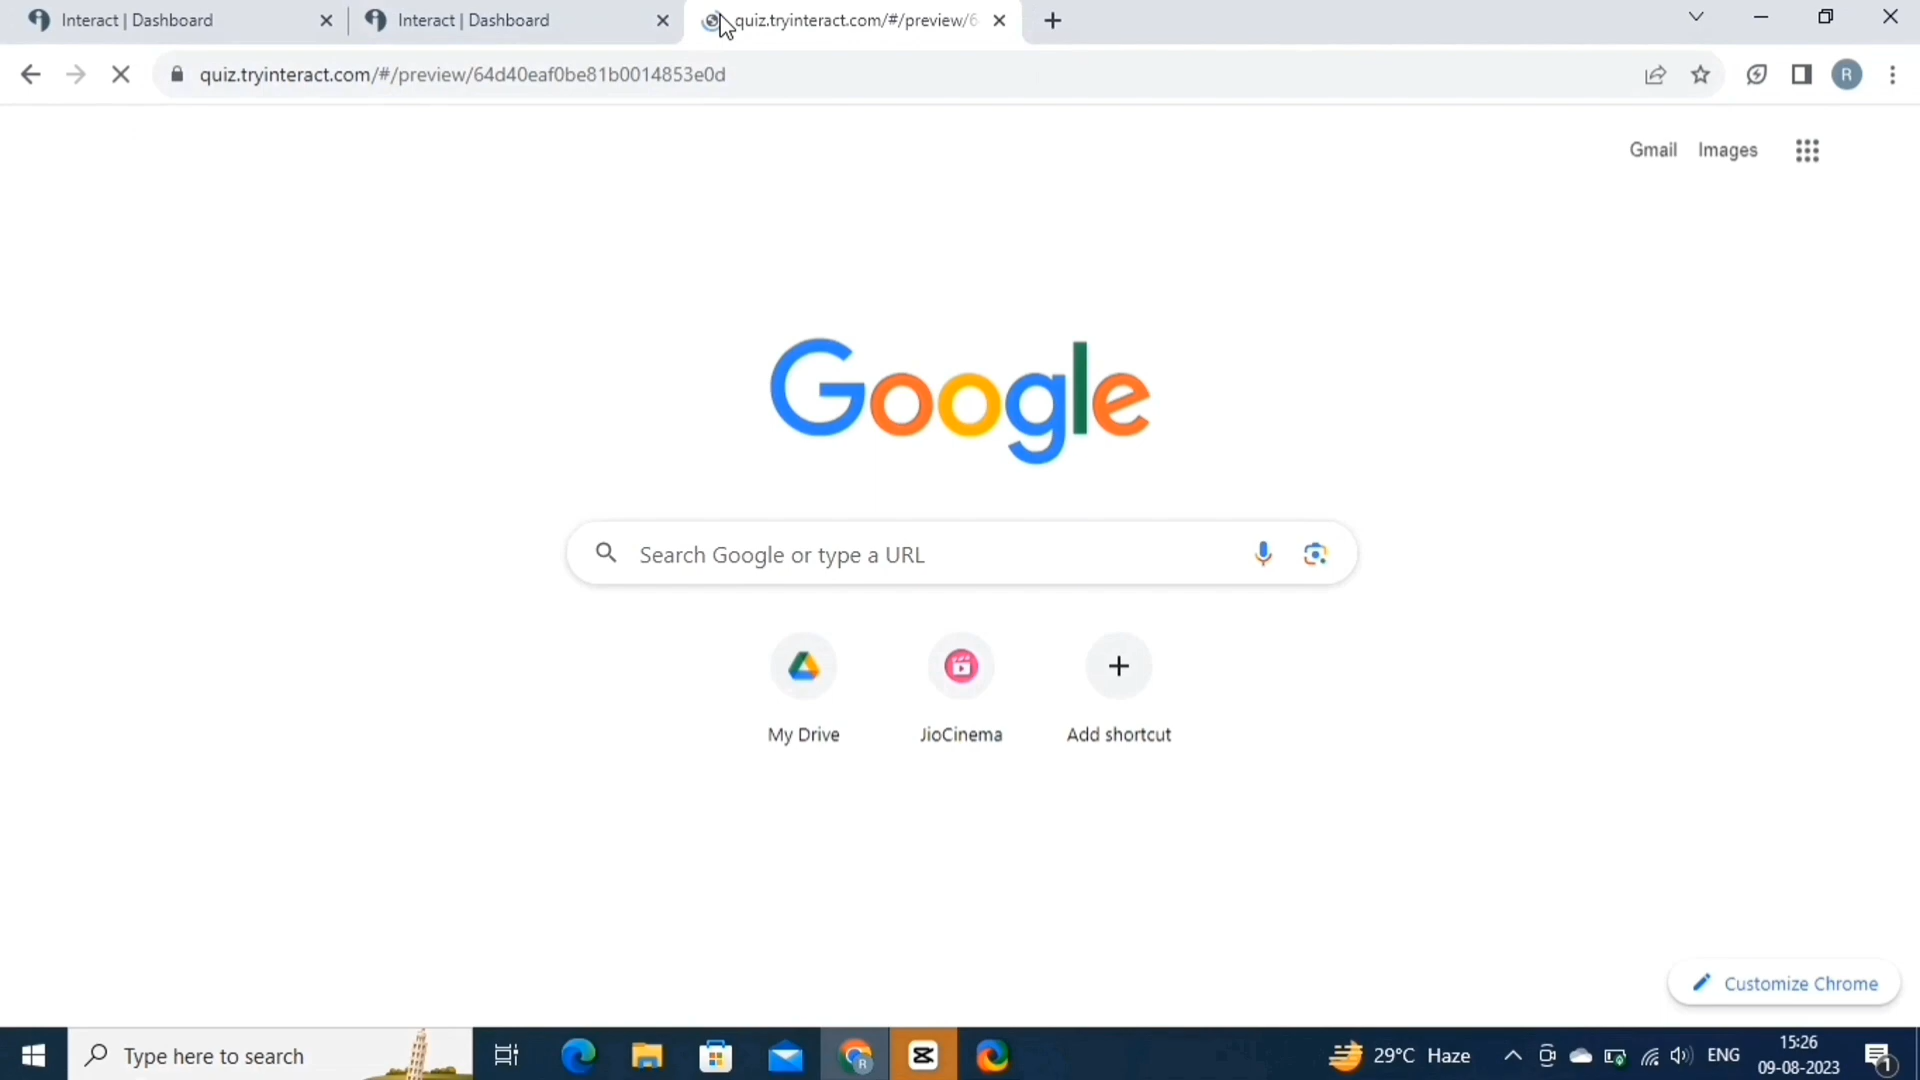 Interact | Dashboard
Interact | Dashboard
quiz.tryinteract.com/#/preview/6
quiz.tryinteract.com/#/preview/64d40eaf0be81b0014853e0d
R
Gmail
Images
Google
Search Google or type a URL
My Drive
JioCinema
Add shortcut
Customize Chrome
Type here to search
R
29°C Haze
ENG
15:26
09-08-2023
1